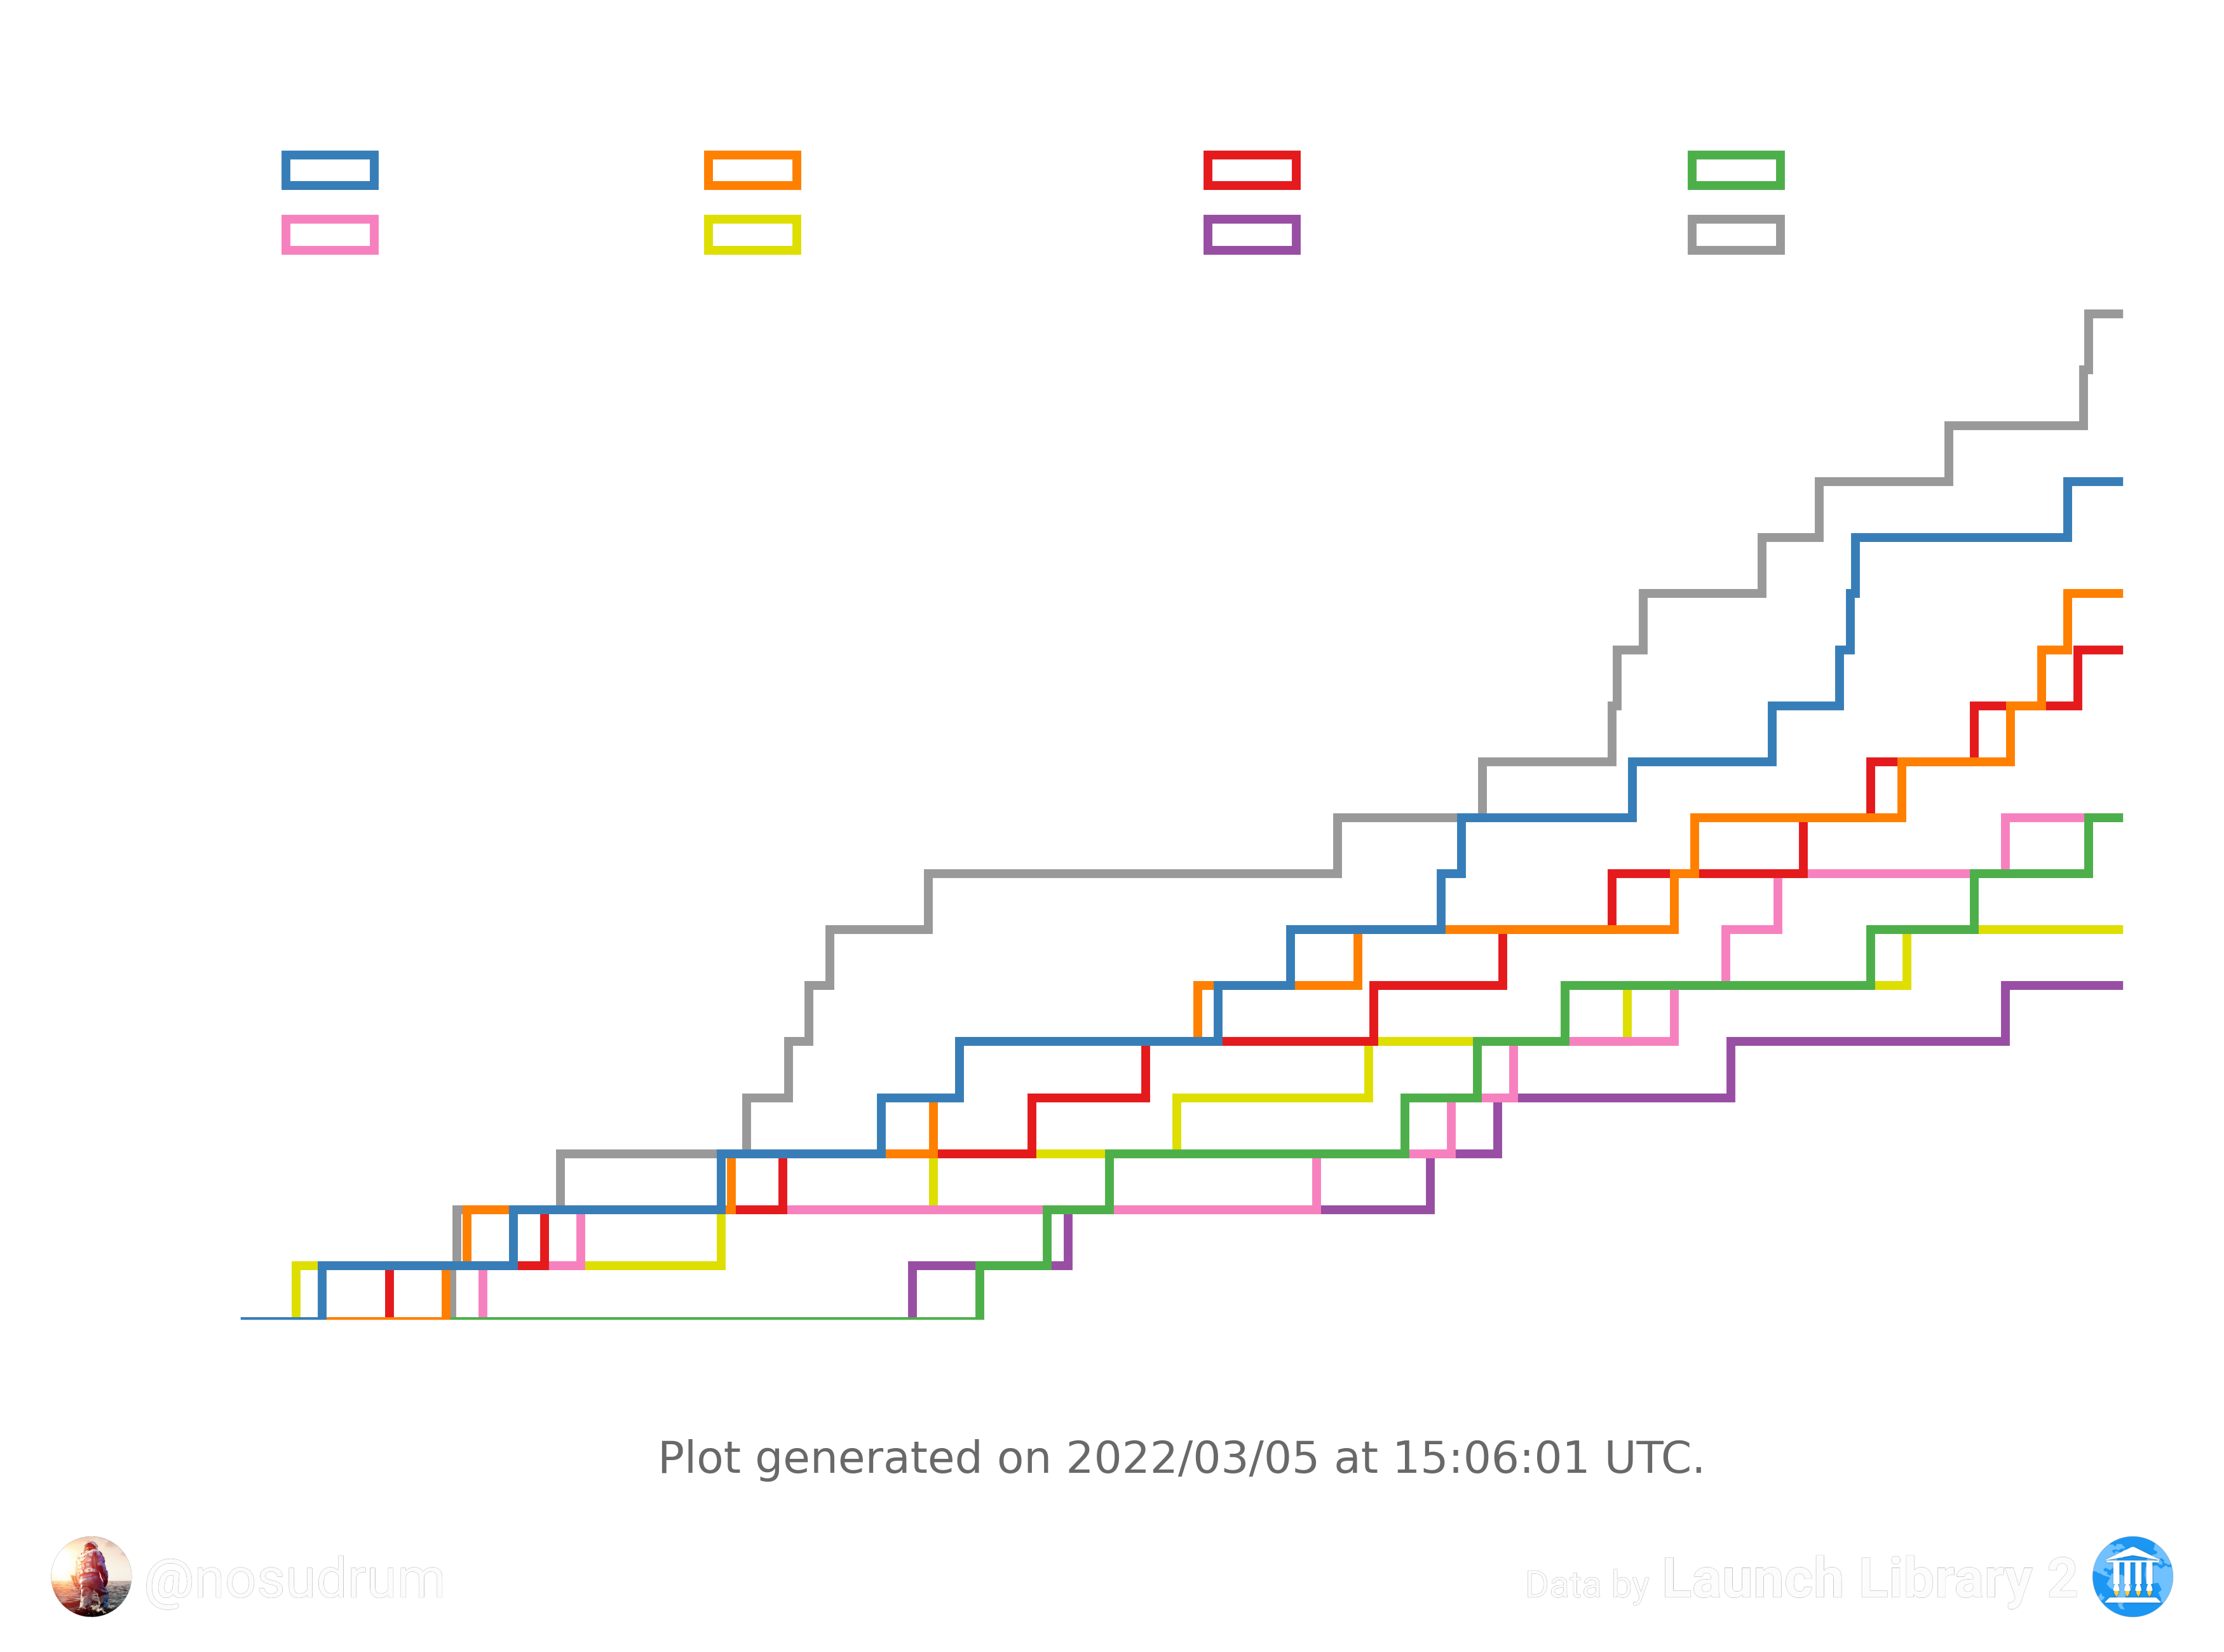 Plot generated on 2022/03/05 at 15:06:01 UTC.
@nosudrum
Data by Launch Library 2